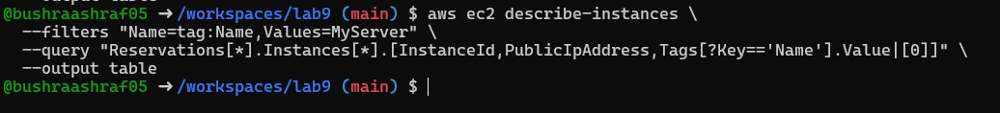 @bushraashraf05 ➜ /workspaces/lab9 (main) $ aws ec2 describe-instances \
  --filters "Name=tag:Name,Values=MyServer" \
  --query "Reservations[*].Instances[*].[InstanceId,PublicIpAddress,Tags[?Key=='Name'].Value|[0]]" \
  --output table
@bushraashraf05 ➜ /workspaces/lab9 (main) $